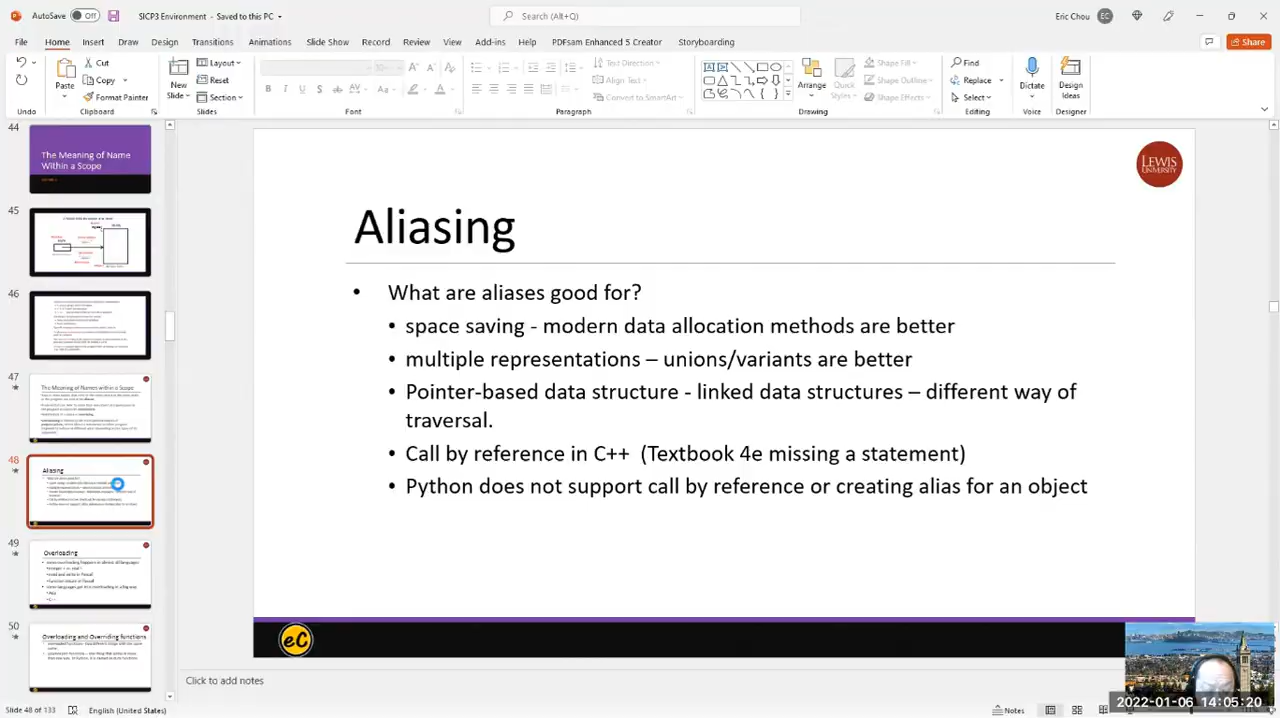 AutoSave Off SICP3 Environment - Saved to this PC Search (Alt+Q) Eric Chou EC
File Home Insert Draw Design Transitions Animations Slide Show Record Review View Add-ins Help PDFsam Enhanced 5 Creator Storyboarding Share
Paste Cut Copy Format Painter New Slide Layout Reset Section Text Direction Align Text Convert to SmartArt Arrange Quick Styles Shape Fill Shape Outline Shape Effects Find Replace Select Dictate Design Ideas
Undo Clipboard Slides Font Paragraph Drawing Editing Voice Designer
44
The Meaning of Name
Within a Scope
45
46
47
The Meaning of Names within a Scope
48
Aliasing
49
Overloading
50
Overloading and Overriding functions
LEWIS
UNIVERSITY
Aliasing
• What are aliases good for?
• space saving - modern data allocation methods are better
• multiple representations – unions/variants are better
• Pointer-based data structure - linked data structures – different way of
traversal.
• Call by reference in C++ (Textbook 4e missing a statement)
• Python does ot support call by reference or creating alias for an object
eC
Click to add notes
2022-01-06 14:05:20
Slide 48 of 133 English (United States) Notes